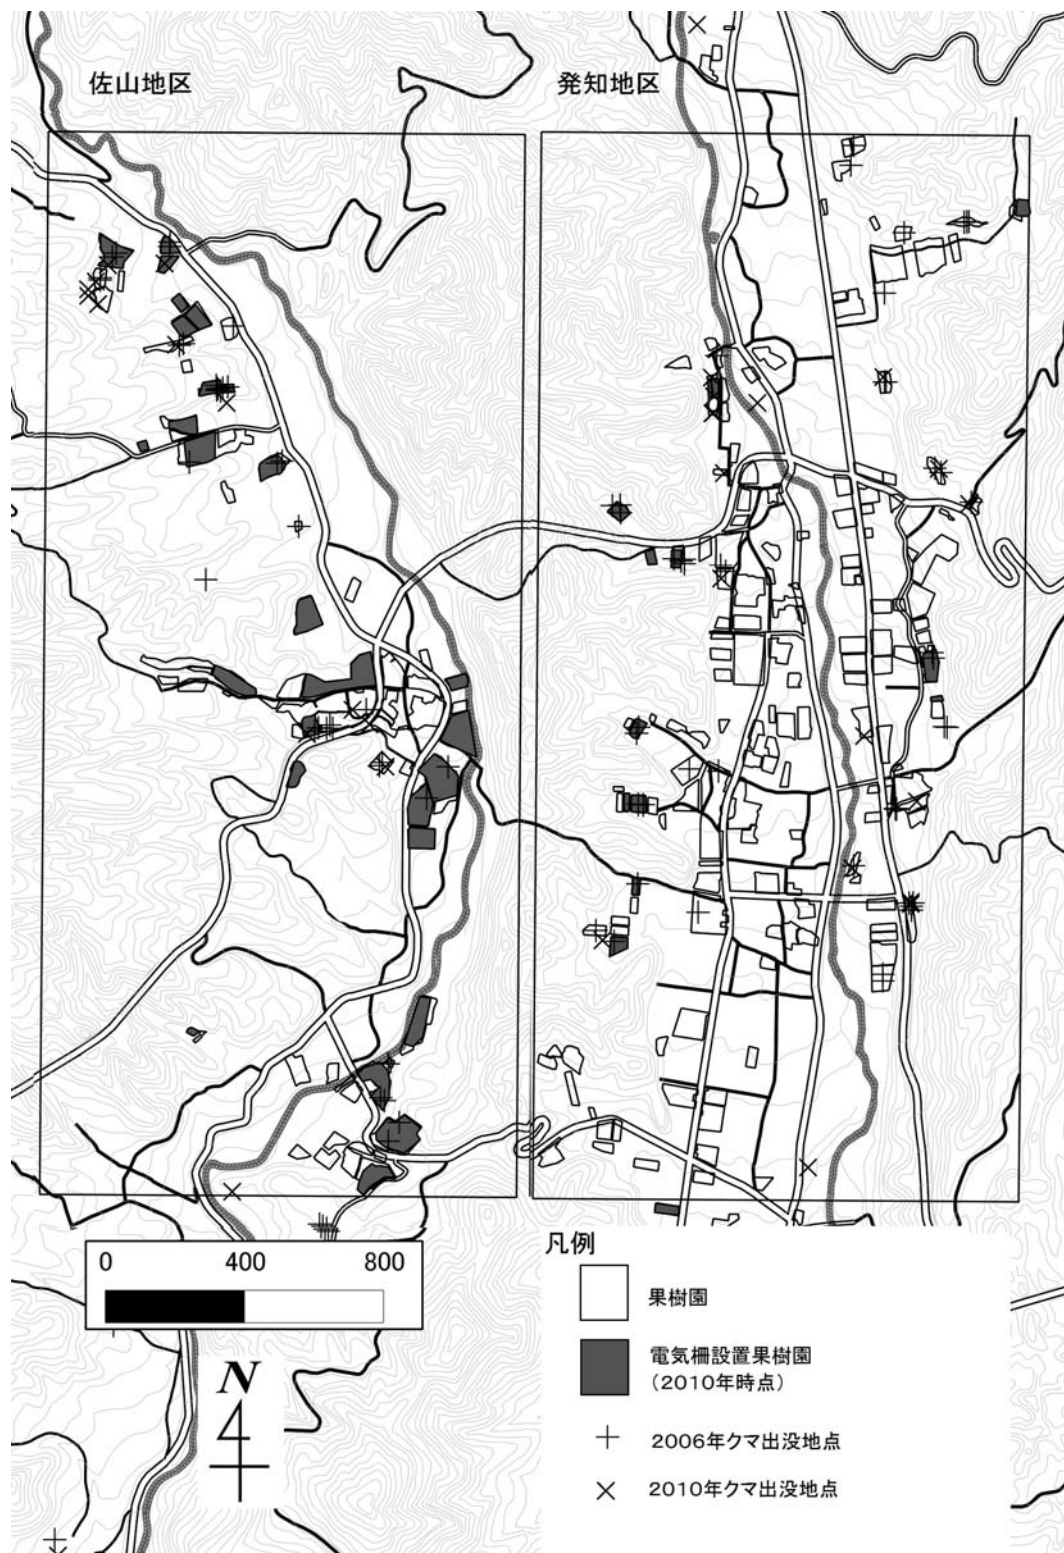 佐山地区
発知地区
0 400 800
N
凡例
果樹園
電気柵設置果樹園
(2010年時点)
2006年クマ出没地点
2010年クマ出没地点